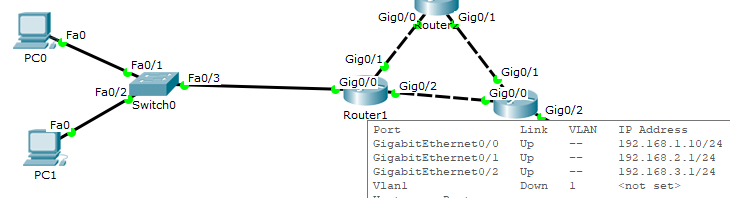 Gig0/0
Gig0/1
Router
Fa0
PC0
Fa0/1
Fa0/3
Gig0/1
Gig0/0
Gig0/2
Gig0/1
Gig0/0
Gig0/2
Fa0/2
Switch0
Router1
Fa0
PC1
Port Link VLAN IP Address
GigabitEthernet0/0 Up -- 192.168.1.10/24
GigabitEthernet0/1 Up -- 192.168.2.1/24
GigabitEthernet0/2 Up -- 192.168.3.1/24
Vlan1 Down 1 <not set>